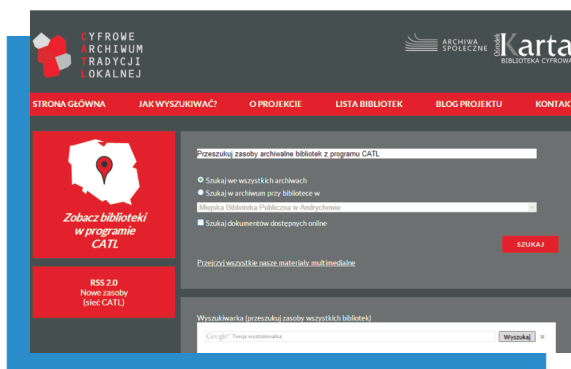 CYFROWE
ARCHIWUM
TRADYCJI
LOKALNEJ
ARCHIWA
SPOŁECZNE
Ośrodek
Karta
BIBLIOTEKA CYFROWA
STRONA GŁÓWNA JAK WYSZUKIWAĆ? O PROJEKCIE LISTA BIBLIOTEK BLOG PROJEKTU KONTAK
Zobacz biblioteki
w programie
CATL
RSS 2.0
Nowe zasoby
(sieć CATL)
Przeszukuj zasoby archiwalne bibliotek z programu CATL
Szukaj we wszystkich archiwach
Szukaj w archiwum przy bibliotece w
Miejska Biblioteka Publiczna w Andrychowie
Szukaj dokumentów dostępnych online
SZUKAJ
Przejrzyj wszystkie nasze materiały multimedialne
Wyszukiwarka (przeszukaj zasoby wszystkich bibliotek)
Google Twoja wyszukiwarka
Wyszukaj ×